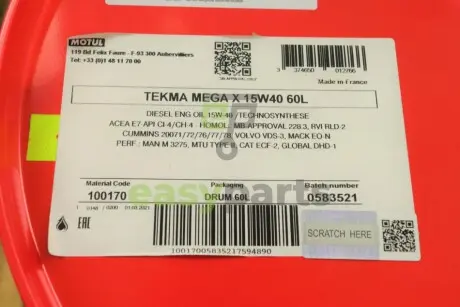 MOTUL
119 Bd Felix Faure - F-93 300 Aubervilliers
Tel: +33 (0)1 48 11 70 00
Made in France
TEKMA MEGA X 15W40 60L
DIESEL ENG OIL 15W-40 /TECHNOSYNTHESE
ACEA E7 API CI-4/CH-4 HOMOL: MB-APPROVAL 228.3, RVI RLD-2
CUMMINS 20071/72/76/77/78, VOLVO VDS-3, MACK EO-N
PERF: MAN M 3275, MTU TYPE 2, CAT ECF-2, GLOBAL DHD-1
Material Code Packaging Batch number
100170 DRUM 60L 0583521
easyparts
EAC
SCRATCH HERE
10017005835217594890